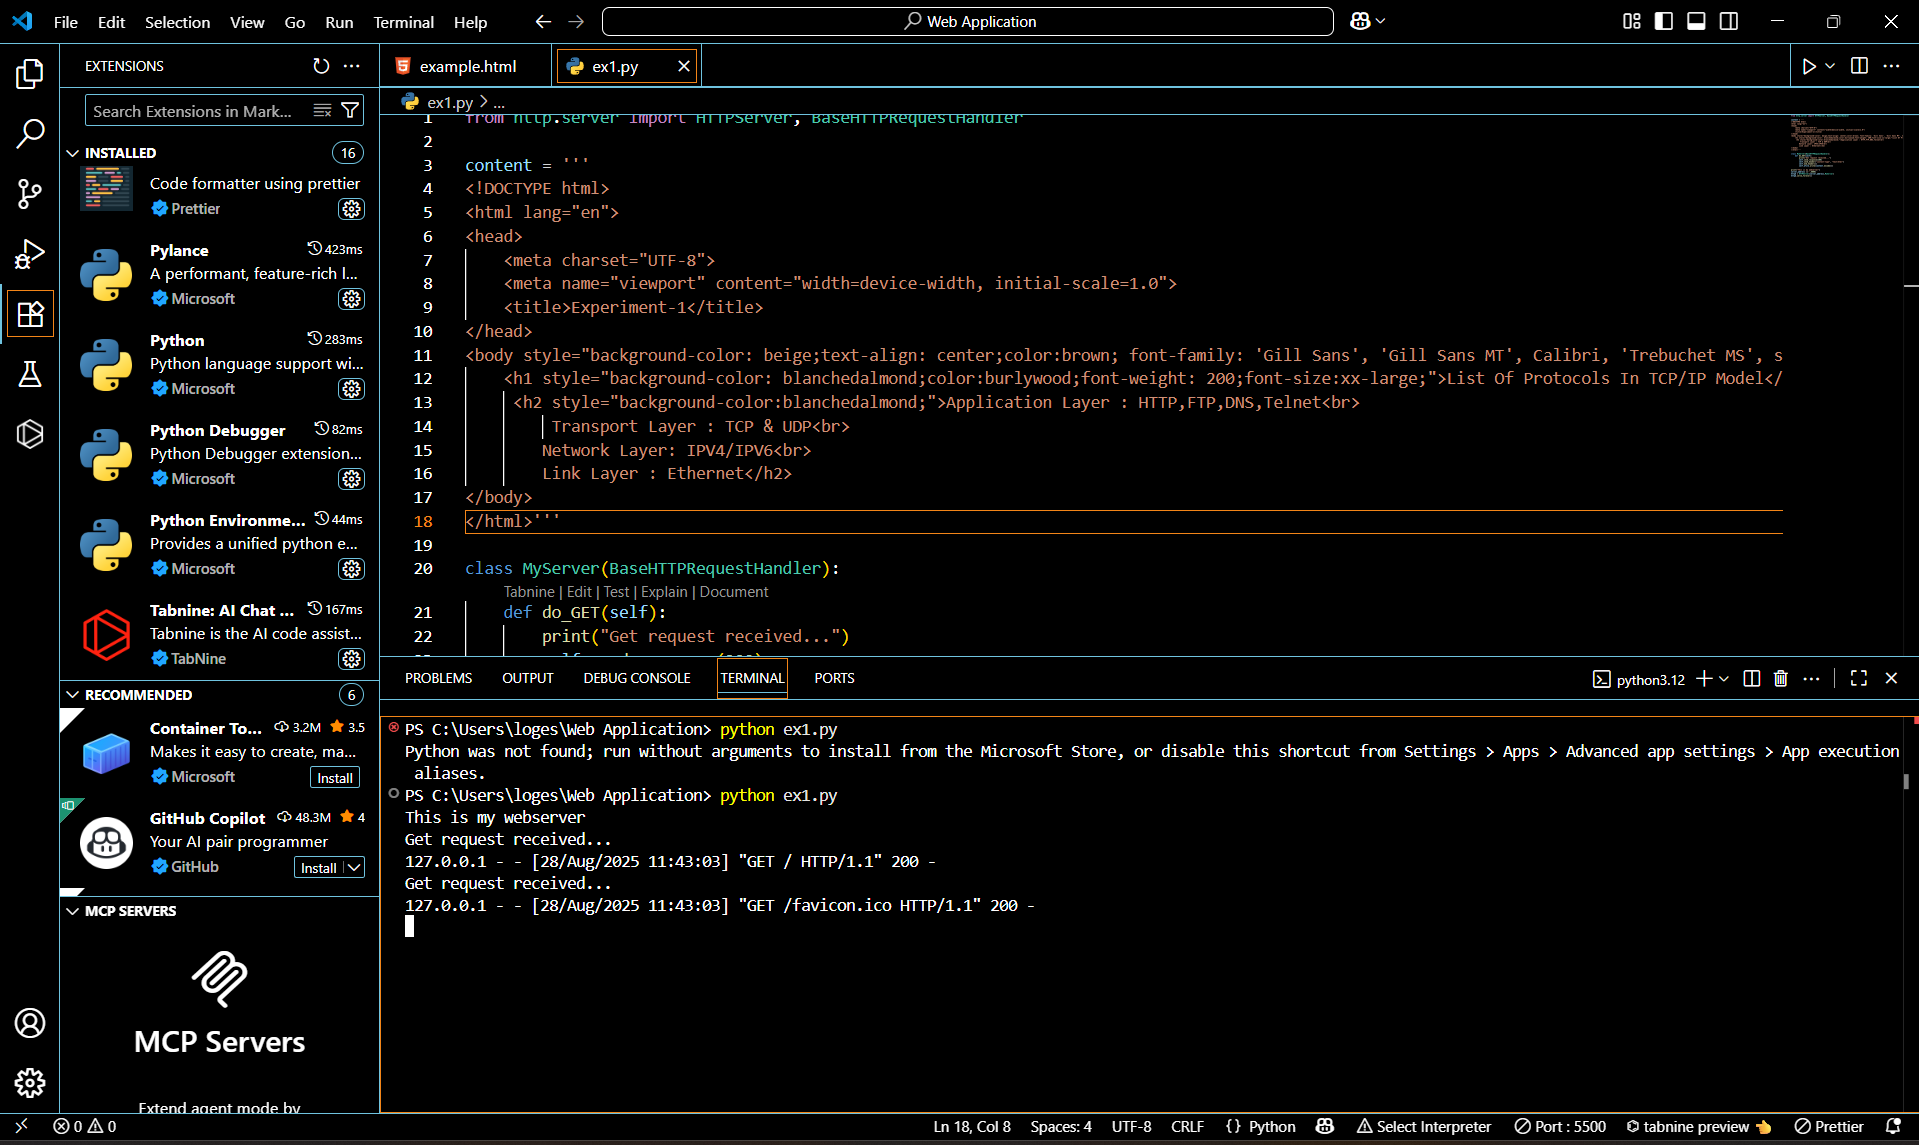 File Edit Selection View Go Run Terminal Help
Web Application
EXTENSIONS
Search Extensions in Mark...
INSTALLED 16
Code formatter using prettier
Prettier
Pylance 423ms
A performant, feature-rich l...
Microsoft
Python 283ms
Python language support wi...
Microsoft
Python Debugger 82ms
Python Debugger extension...
Microsoft
Python Environme... 44ms
Provides a unified python e...
Microsoft
Tabnine: AI Chat ... 167ms
Tabnine is the AI code assist...
TabNine
RECOMMENDED 6
Container To... 3.2M 3.5
Makes it easy to create, ma...
Microsoft Install
GitHub Copilot 48.3M 4
Your AI pair programmer
GitHub Install
MCP SERVERS
MCP Servers
Extend agent mode by
example.html ex1.py
ex1.py > ...
1 from http.server import HTTPServer, BaseHTTPRequestHandler
2
3 content = '''
4 <!DOCTYPE html>
5 <html lang="en">
6 <head>
7 <meta charset="UTF-8">
8 <meta name="viewport" content="width=device-width, initial-scale=1.0">
9 <title>Experiment-1</title>
10 </head>
11 <body style="background-color: beige;text-align: center;color:brown; font-family: 'Gill Sans', 'Gill Sans MT', Calibri, 'Trebuchet MS', s
12 <h1 style="background-color: blanchedalmond;color:burlywood;font-weight: 200;font-size:xx-large;">List Of Protocols In TCP/IP Model</
13 <h2 style="background-color:blanchedalmond;">Application Layer : HTTP,FTP,DNS,Telnet<br>
14 Transport Layer : TCP & UDP<br>
15 Network Layer: IPV4/IPV6<br>
16 Link Layer : Ethernet</h2>
17 </body>
18 </html>'''
19
20 class MyServer(BaseHTTPRequestHandler):
Tabnine | Edit | Test | Explain | Document
21 def do_GET(self):
22 print("Get request received...")
PROBLEMS OUTPUT DEBUG CONSOLE TERMINAL PORTS
python3.12
PS C:\Users\loges\Web Application> python ex1.py
Python was not found; run without arguments to install from the Microsoft Store, or disable this shortcut from Settings > Apps > Advanced app settings > App execution
aliases.
PS C:\Users\loges\Web Application> python ex1.py
This is my webserver
Get request received...
127.0.0.1 - - [28/Aug/2025 11:43:03] "GET / HTTP/1.1" 200 -
Get request received...
127.0.0.1 - - [28/Aug/2025 11:43:03] "GET /favicon.ico HTTP/1.1" 200 -
0 0 Ln 18, Col 8 Spaces: 4 UTF-8 CRLF {} Python Select Interpreter Port : 5500 tabnine preview Prettier